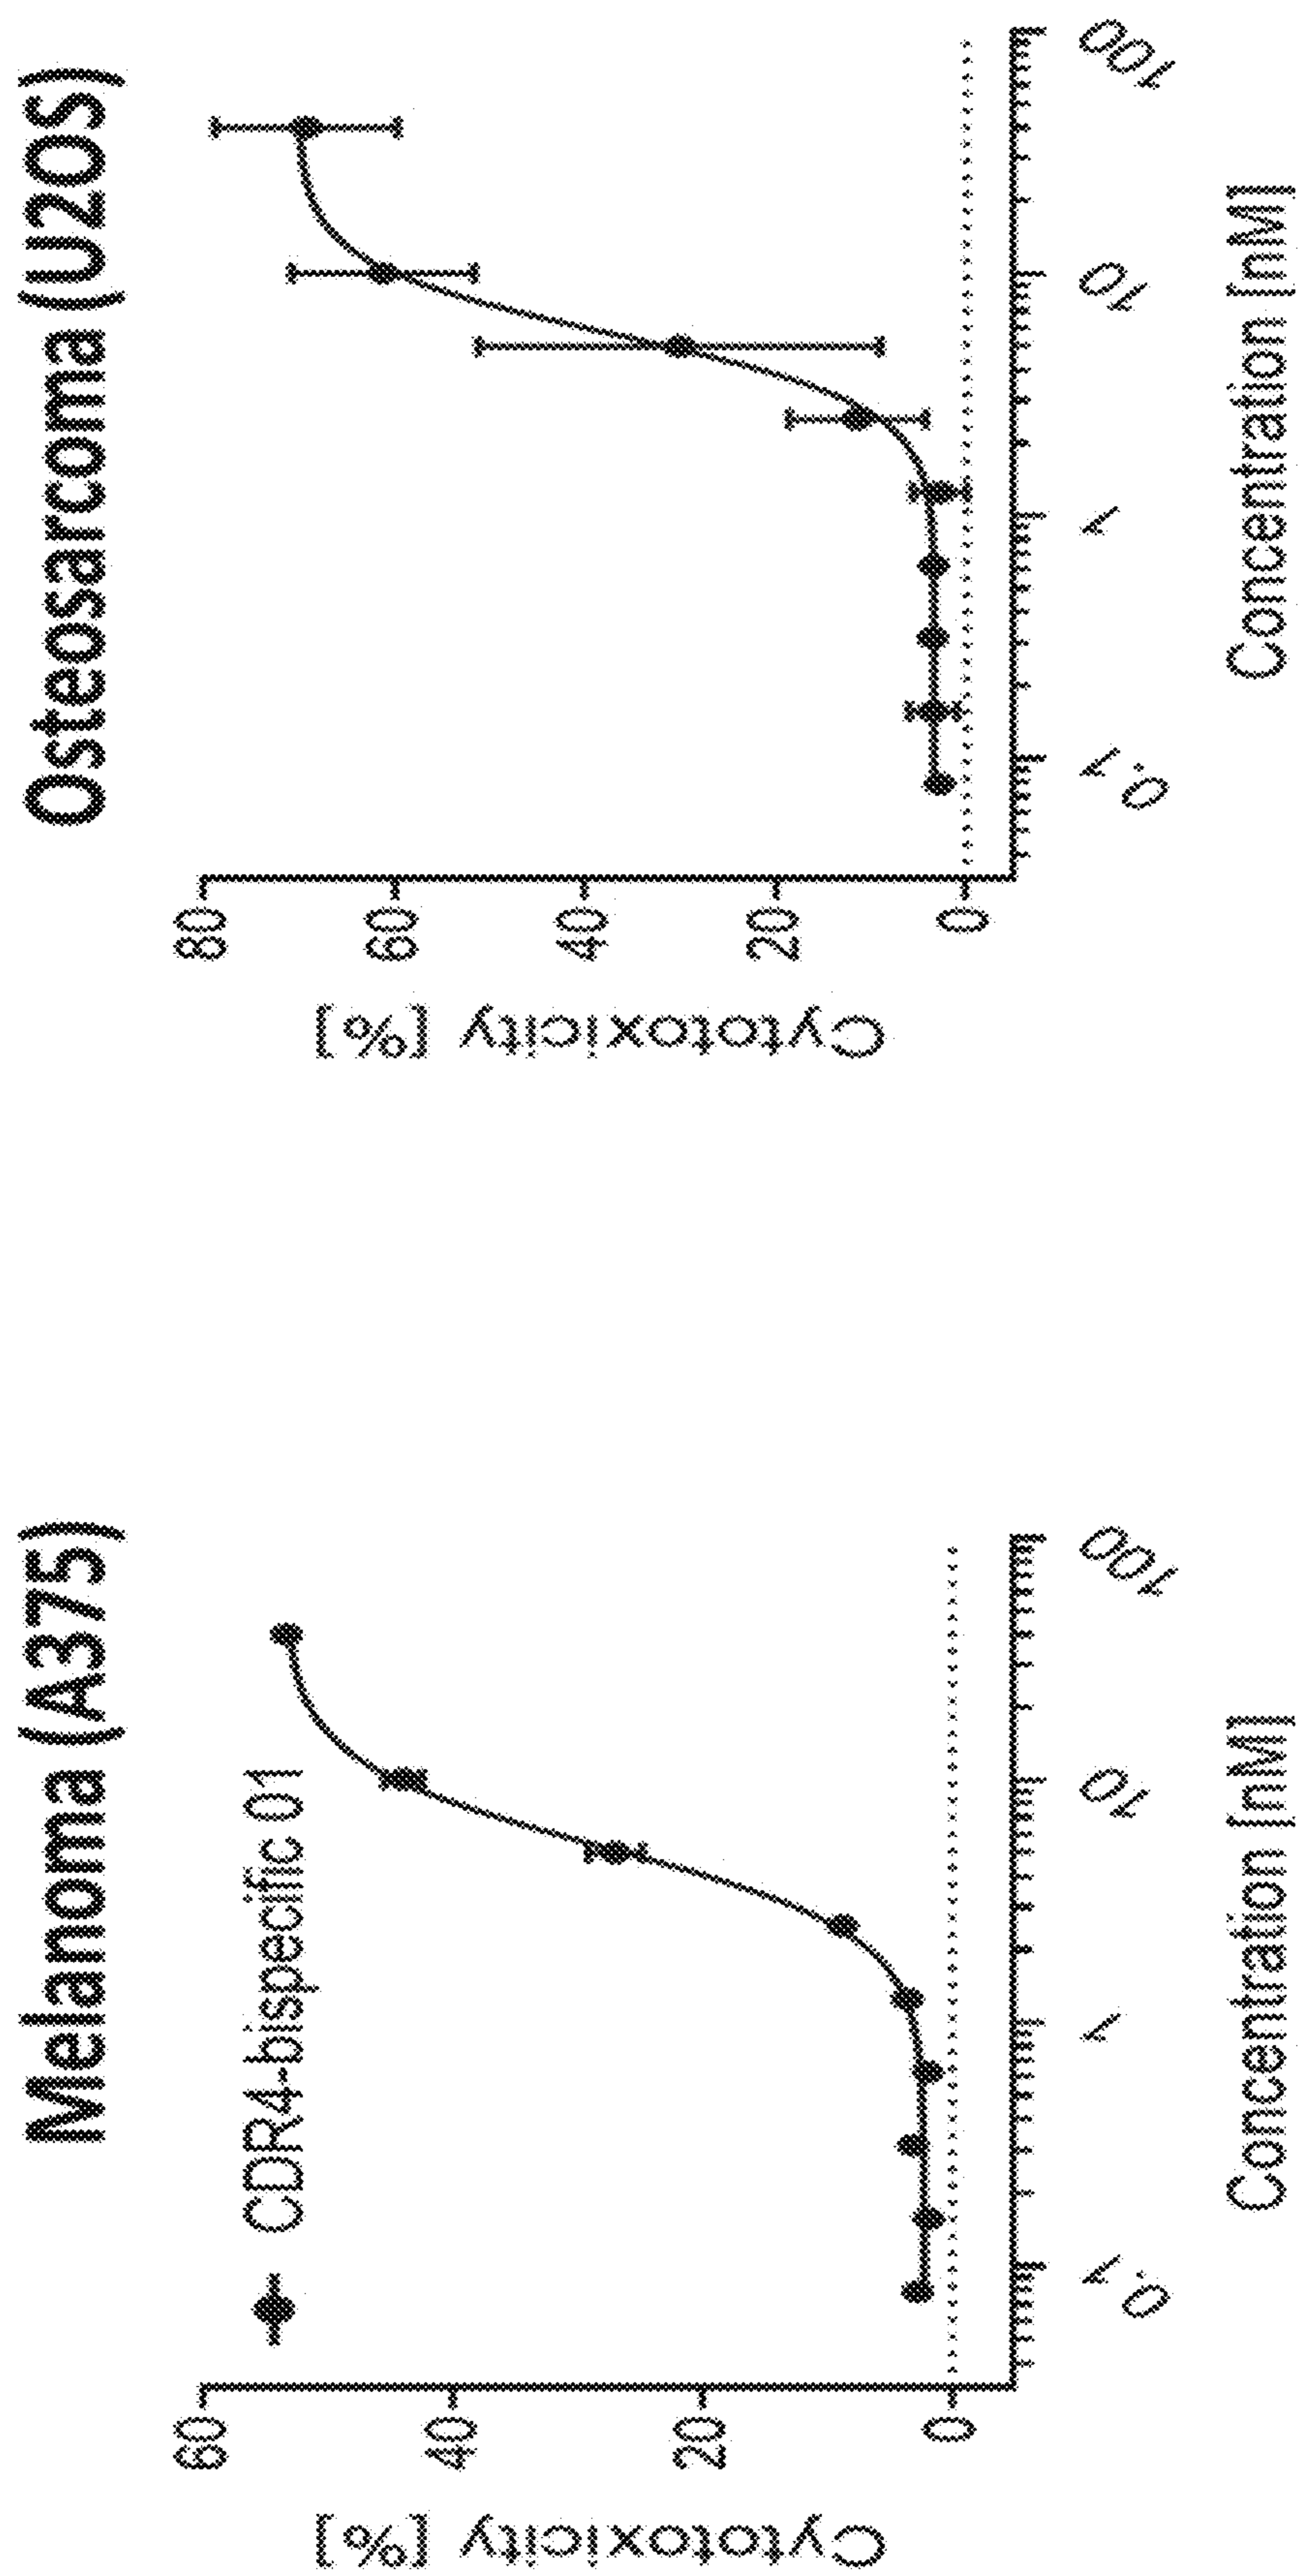 Melanoma (A375)
CDR4-bispecific 01
Cytotoxicity [%]
60
40
20
0
0.1
1
10
100
Concentration [nM]
Osteosarcoma (U2OS)
Cytotoxicity [%]
80
60
40
20
0
0.1
1
10
100
Concentration [nM]